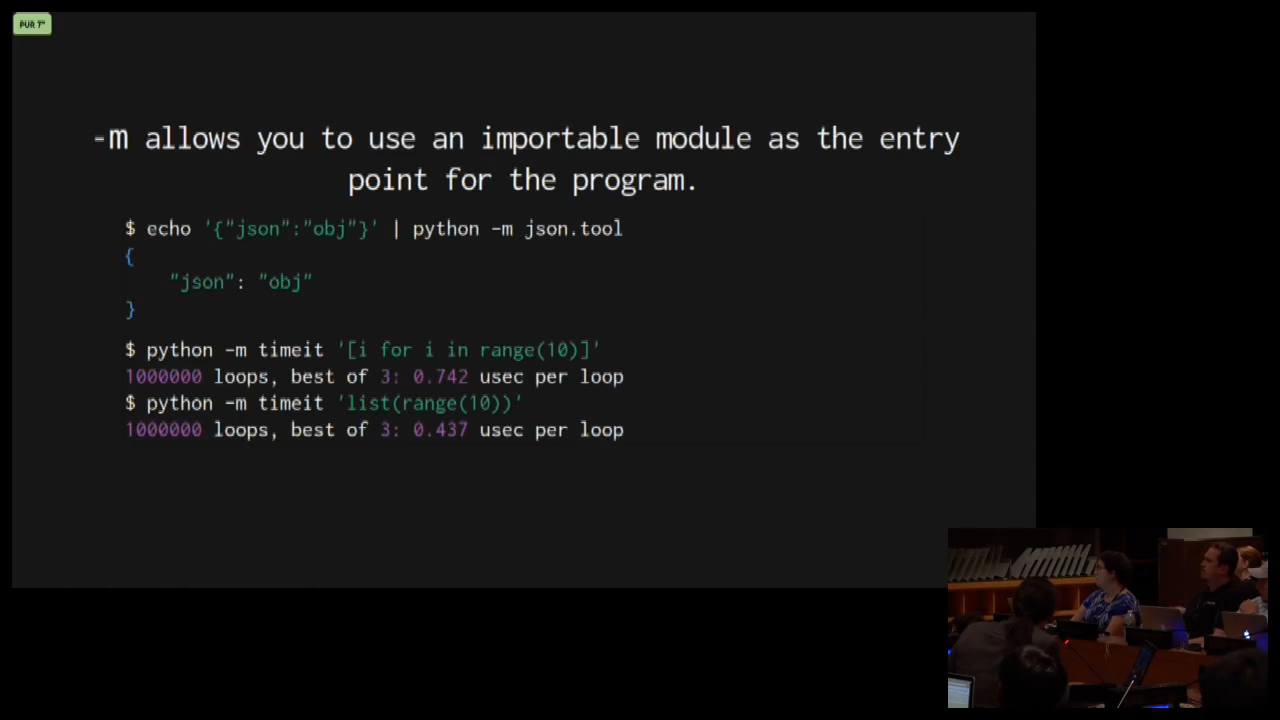 PUR 7"
-m allows you to use an importable module as the entry
point for the program.
$ echo '{"json":"obj"}' | python -m json.tool
{
    "json": "obj"
}
$ python -m timeit '[i for i in range(10)]'
1000000 loops, best of 3: 0.742 usec per loop
$ python -m timeit 'list(range(10))'
1000000 loops, best of 3: 0.437 usec per loop